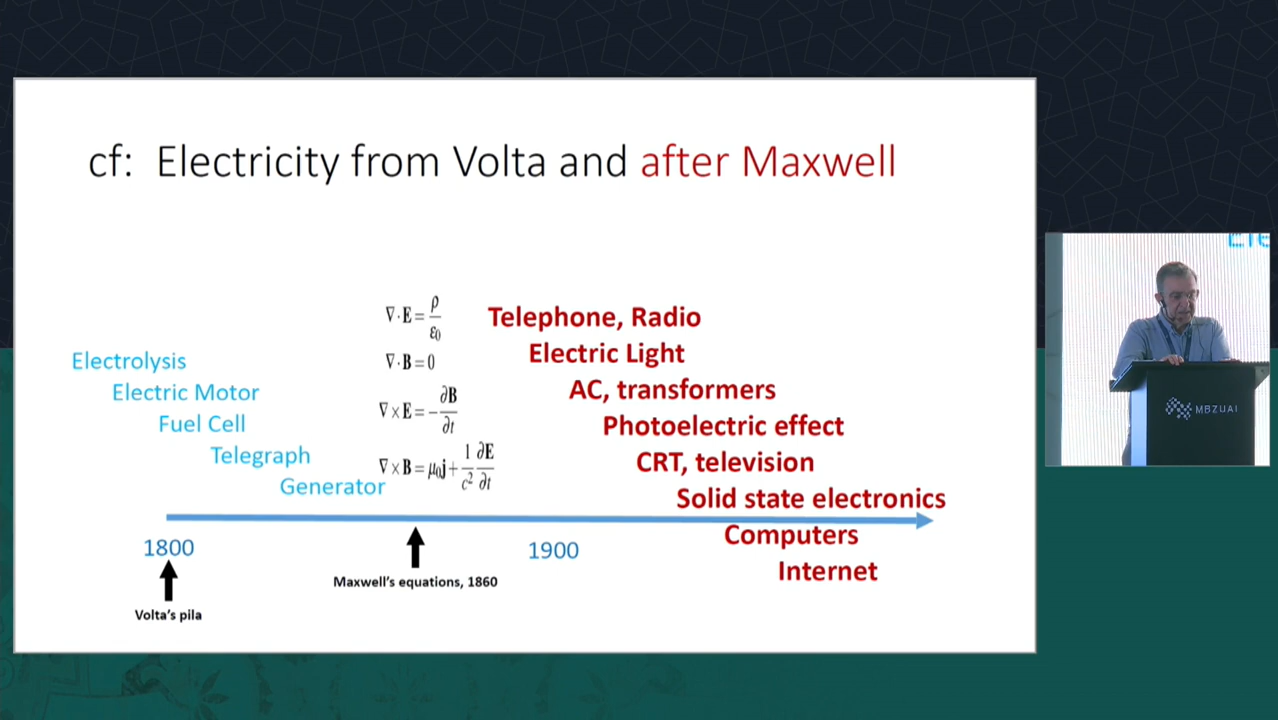 cf: Electricity from Volta and after Maxwell
Electrolysis
Electric Motor
Fuel Cell
Telegraph
Generator
∇·E = ρ/ε₀
∇·B = 0
∇×E = −∂B/∂t
∇×B = μ₀j + 1/c² ∂E/∂t
Telephone, Radio
Electric Light
AC, transformers
Photoelectric effect
CRT, television
Solid state electronics
Computers
Internet
1800
1900
Maxwell's equations, 1860
Volta's pila
Ele
MBZUAI